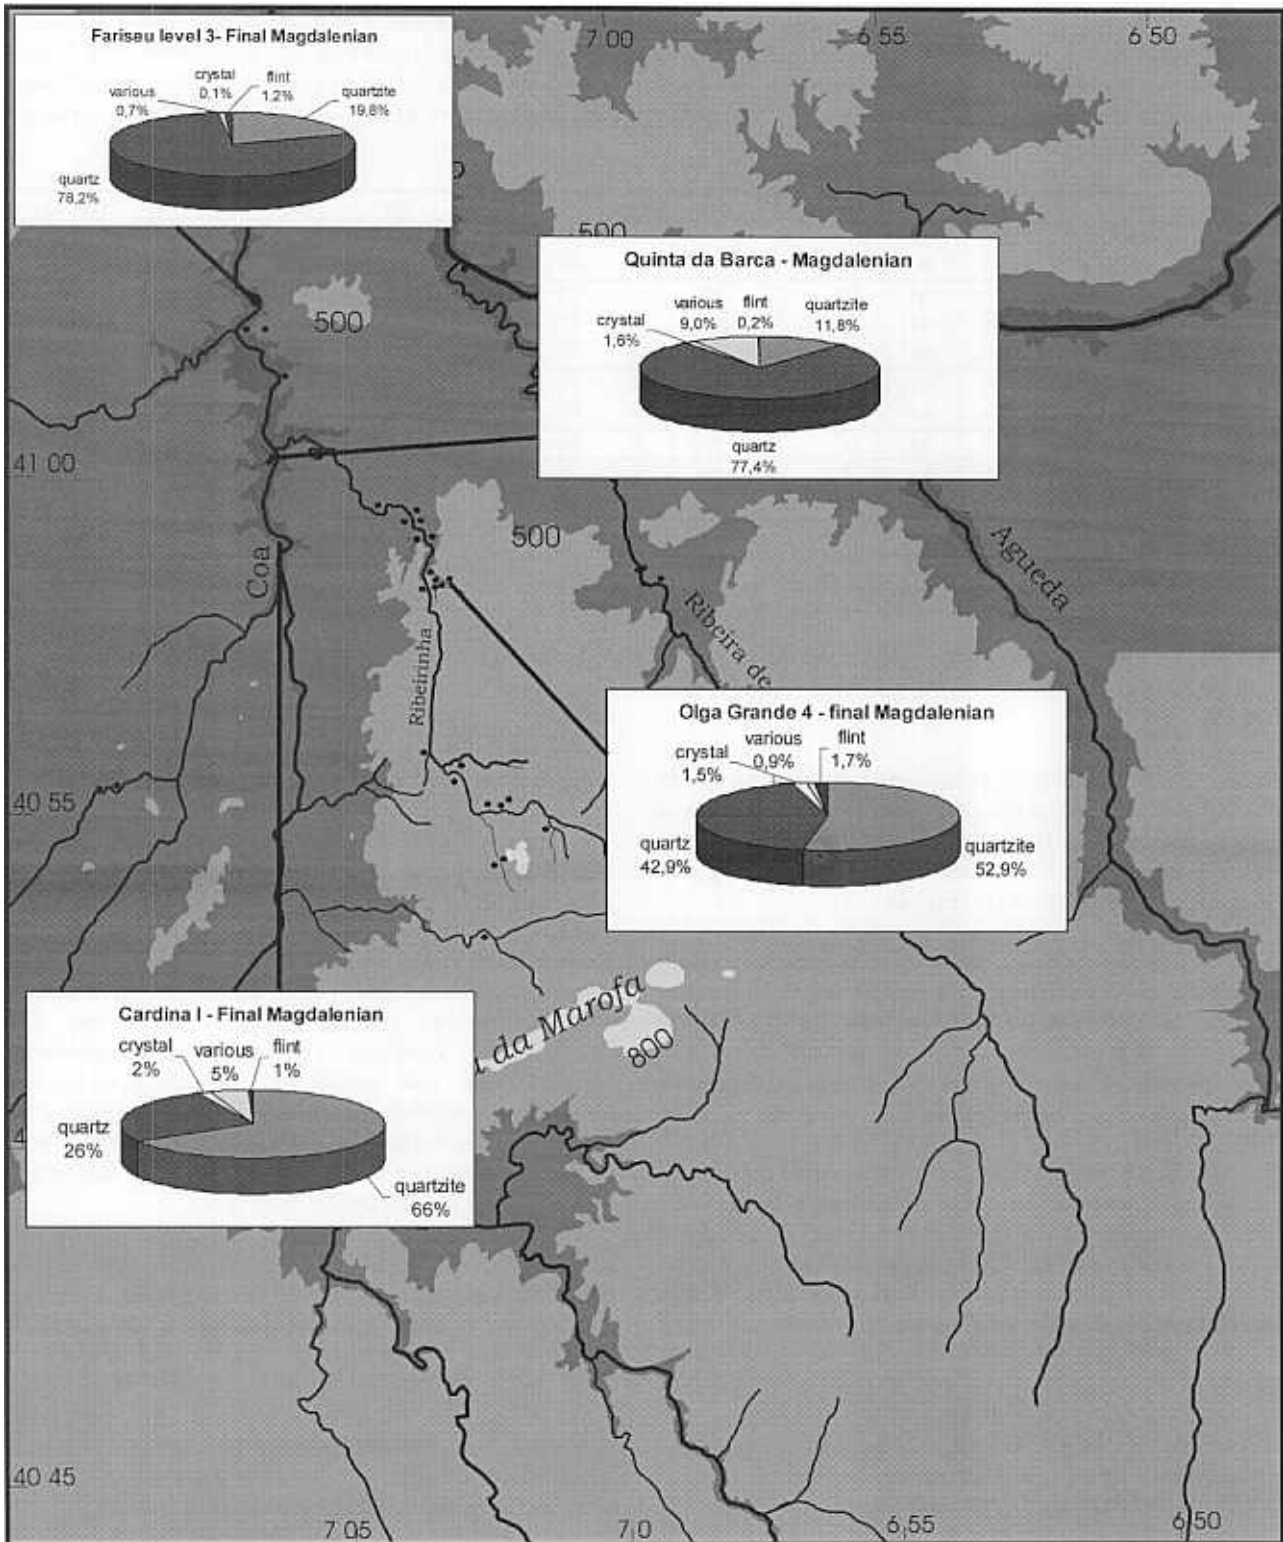 Fariseu level 3- Final Magdalenian
crystal
0,1%
flint
1,2%
various
0,7%
quartzite
19,8%
quartz
78,2%
7 00
6 55
6 50
500
Quinta da Barca - Magdalenian
various
9,0%
flint
0,2%
quartzite
11,8%
crystal
1,6%
quartz
77,4%
500
41 00
500
Coa
Agueda
Ribeirinha
Ribeira de
Olga Grande 4 - final Magdalenian
crystal
1,5%
various
0,9%
flint
1,7%
quartz
42,9%
quartzite
52,9%
40 55
da Marofa
800
Cardina I - Final Magdalenian
crystal
2%
various
5%
flint
1%
quartz
26%
quartzite
66%
40 45
7 05
7,0
6,55
6,50